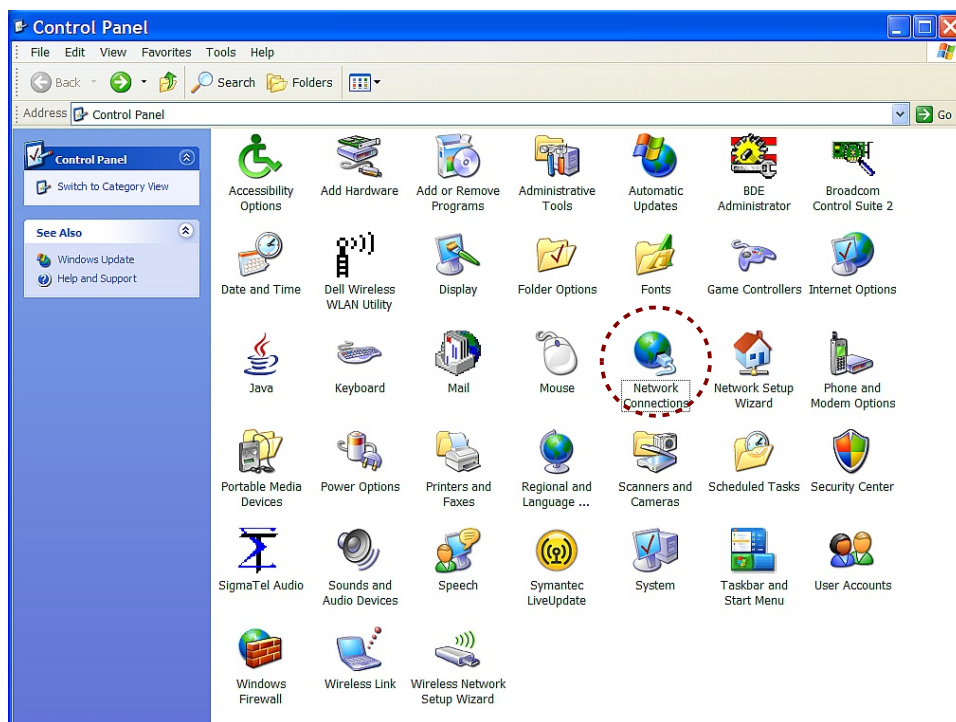 Control Panel
File Edit View Favorites Tools Help
Back Search Folders
Address Control Panel Go
Control Panel
Switch to Category View
See Also
Windows Update
Help and Support
Accessibility
Options
Add Hardware
Add or Remove
Programs
Administrative
Tools
Automatic
Updates
BDE
Administrator
Broadcom
Control Suite 2
Date and Time
Dell Wireless
WLAN Utility
Display
Folder Options
Fonts
Game Controllers
Internet Options
Java
Keyboard
Mail
Mouse
Network
Connections
Network Setup
Wizard
Phone and
Modem Options
Portable Media
Devices
Power Options
Printers and
Faxes
Regional and
Language ...
Scanners and
Cameras
Scheduled Tasks
Security Center
SigmaTel Audio
Sounds and
Audio Devices
Speech
Symantec
LiveUpdate
System
Taskbar and
Start Menu
User Accounts
Windows
Firewall
Wireless Link
Wireless Network
Setup Wizard